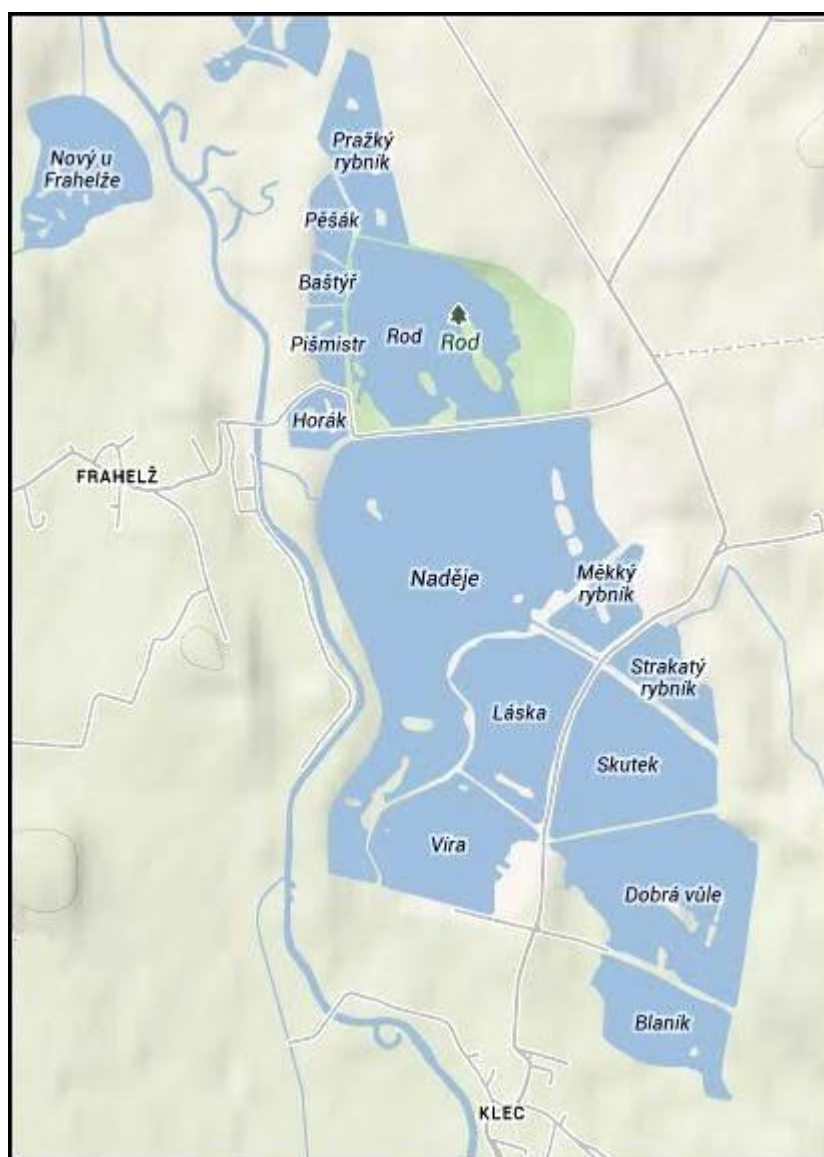 Pražký
rybník
Nový u
Frahelže
Pěšák
Baštýř
Pišmistr
Rod
Rod
Horák
FRAHELŽ
Naděje
Měkký
rybník
Strakatý
rybník
Láska
Skutek
Víra
Dobrá vůle
Blaník
KLEC